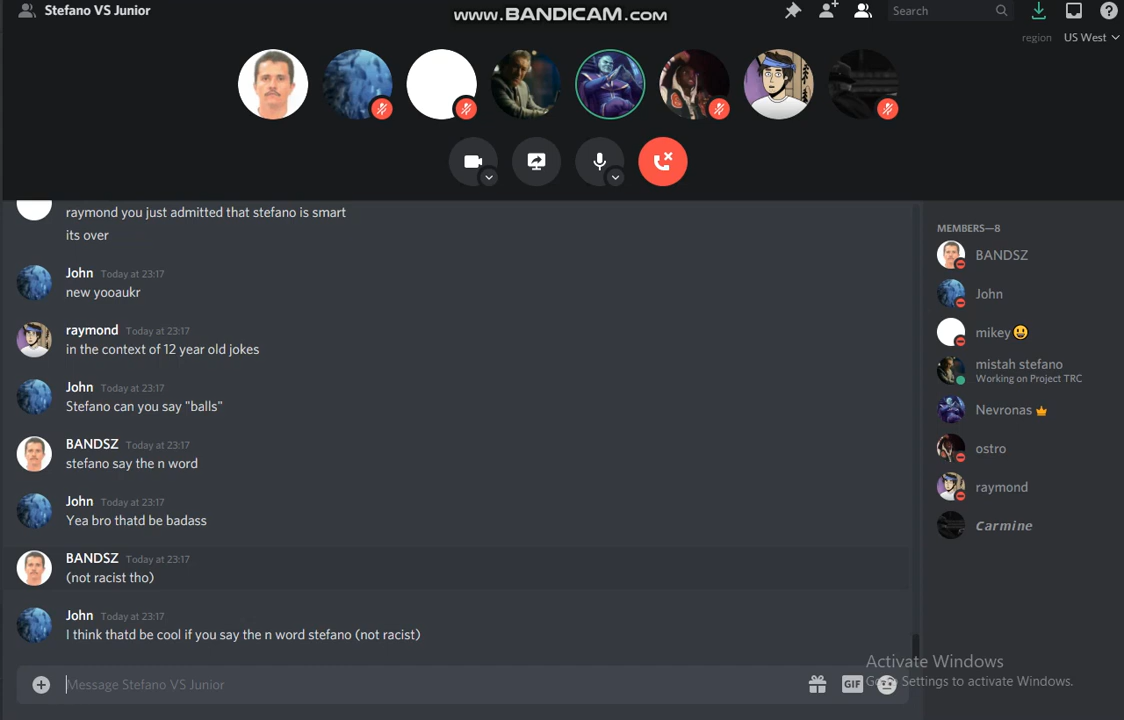 Stefano VS Junior
www.BANDICAM.com
Search
region US West
raymond you just admitted that stefano is smart
its over
John Today at 23:17
new yooaukr
raymond Today at 23:17
in the context of 12 year old jokes
John Today at 23:17
Stefano can you say "balls"
BANDSZ Today at 23:17
stefano say the n word
John Today at 23:17
Yea bro thatd be badass
BANDSZ Today at 23:17
(not racist tho)
John Today at 23:17
I think thatd be cool if you say the n word stefano (not racist)
Message Stefano VS Junior
GIF
MEMBERS—8
BANDSZ
John
mikey😃
mistah stefano
Working on Project TRC
Nevronas
ostro
raymond
Carmine
Activate Windows
Settings to activate Windows.